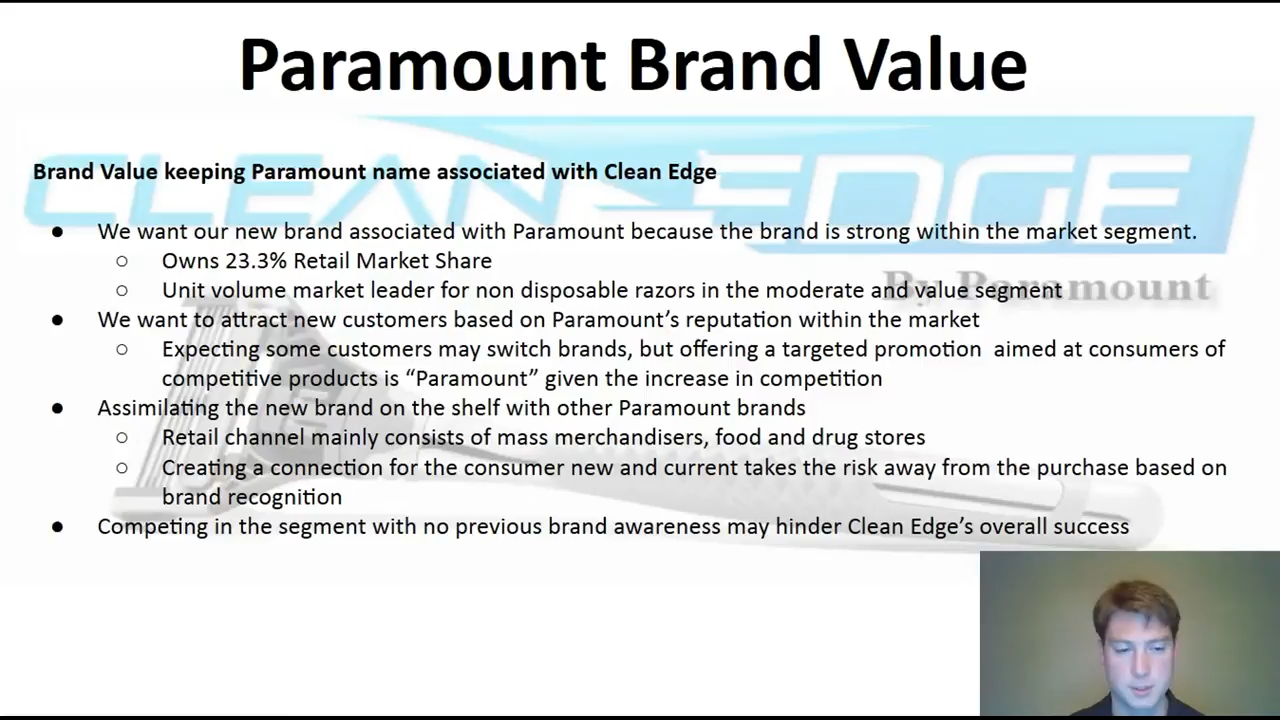 Paramount Brand Value
CLEAN EDGE
Brand Value keeping Paramount name associated with Clean Edge
● We want our new brand associated with Paramount because the brand is strong within the market segment.
○ Owns 23.3% Retail Market Share
By Paramount
○ Unit volume market leader for non disposable razors in the moderate and value segment
● We want to attract new customers based on Paramount's reputation within the market
○ Expecting some customers may switch brands, but offering a targeted promotion  aimed at consumers of
competitive products is “Paramount” given the increase in competition
● Assimilating the new brand on the shelf with other Paramount brands
○ Retail channel mainly consists of mass merchandisers, food and drug stores
○ Creating a connection for the consumer new and current takes the risk away from the purchase based on
brand recognition
● Competing in the segment with no previous brand awareness may hinder Clean Edge's overall success